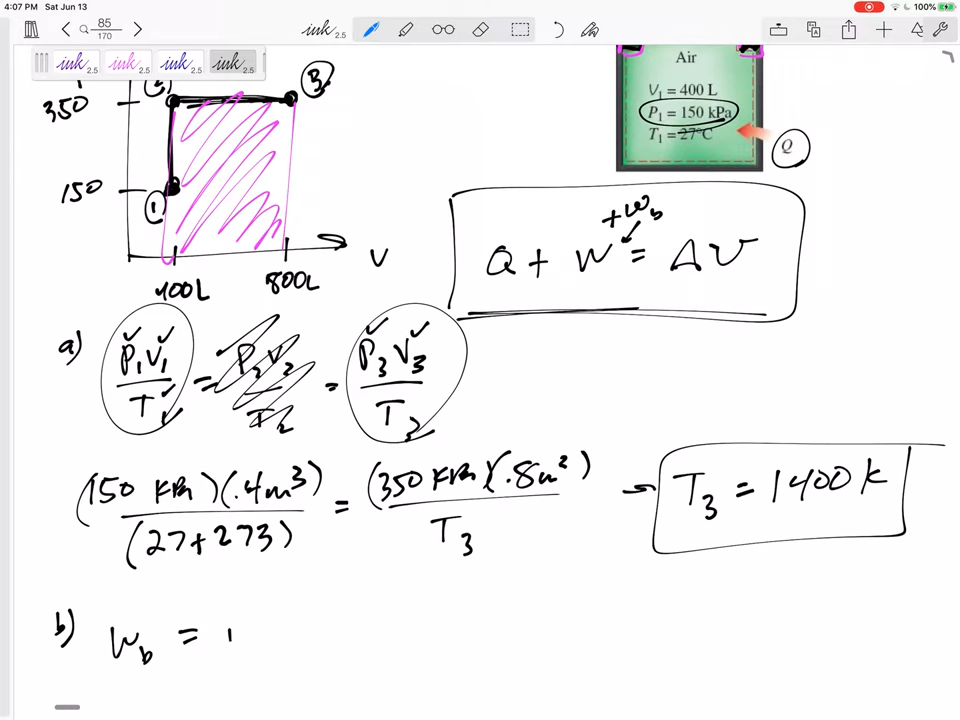 4:07 PM Sat Jun 13
100%
85
170
ink 2.5
ink 2.5 ink 2.5 ink 2.5 ink 2.5
350
3
150
1
400L
800L
V
Air
V₁ = 400 L
P₁ = 150 kPa
T₁ = 27°C
Q
+Wb
Q + W = ΔU
a) P₁V₁/T₁ = P₂V₂/T₂ = P₃V₃/T₃
(150 kPa)(.4m³)/(27+273) = (350 kPa)(.8m²)/T₃ → T₃ = 1400 K
b) Wb =